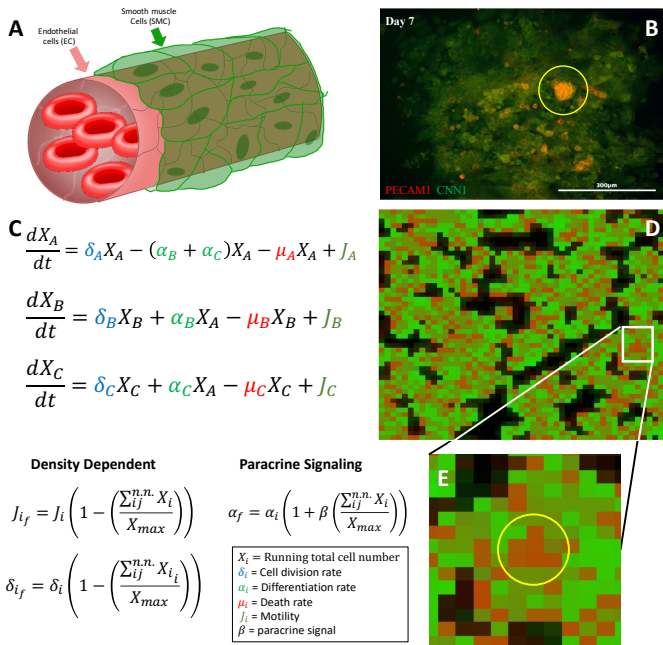 A
Endothelial
cells (EC)
Smooth muscle
Cells (SMC)
Day 7
B
PECAM1 CNN1
300μm
C
dX_A/dt = δ_A X_A − (α_B + α_C)X_A − μ_A X_A + J_A
dX_B/dt = δ_B X_B + α_B X_A − μ_B X_B + J_B
dX_C/dt = δ_C X_C + α_C X_A − μ_C X_C + J_C
D
E
Density Dependent
J_{i_f} = J_i (1 − (∑_{ij}^{n.n.} X_i / X_max))
δ_{i_f} = δ_i (1 − (∑_{ij}^{n.n.} X_{i_i} / X_max))
Paracrine Signaling
α_f = α_i (1 + β (∑_{ij}^{n.n.} X_i / X_max))
X_i = Running total cell number
δ_i = Cell division rate
α_i = Differentiation rate
μ_i = Death rate
J_i = Motility
β = paracrine signal